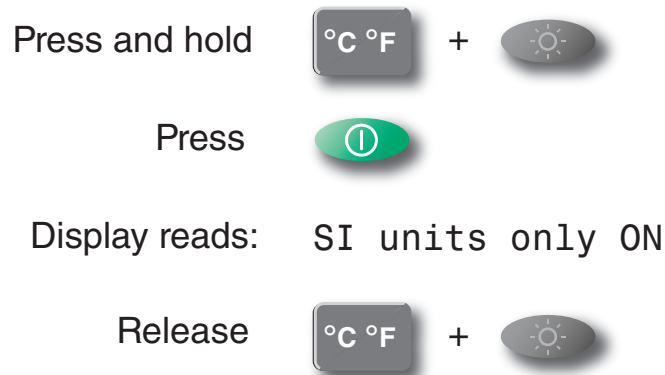 Press and hold °C °F +
Press
Display reads: SI units only ON
Release °C °F +